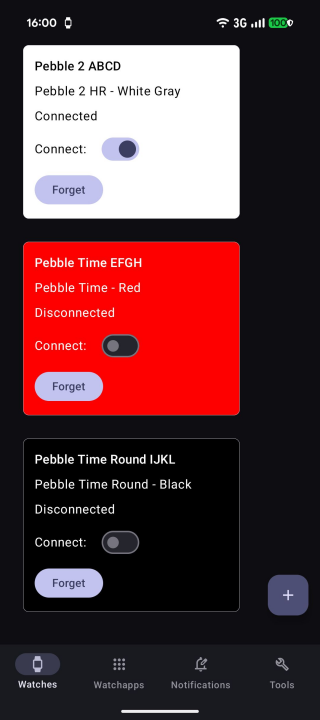 16:00
3G
100
Pebble 2 ABCD
Pebble 2 HR - White Gray
Connected
Connect:
Forget
Pebble Time EFGH
Pebble Time - Red
Disconnected
Connect:
Forget
Pebble Time Round IJKL
Pebble Time Round - Black
Disconnected
Connect:
Forget
+
Watches
Watchapps
Notifications
Tools